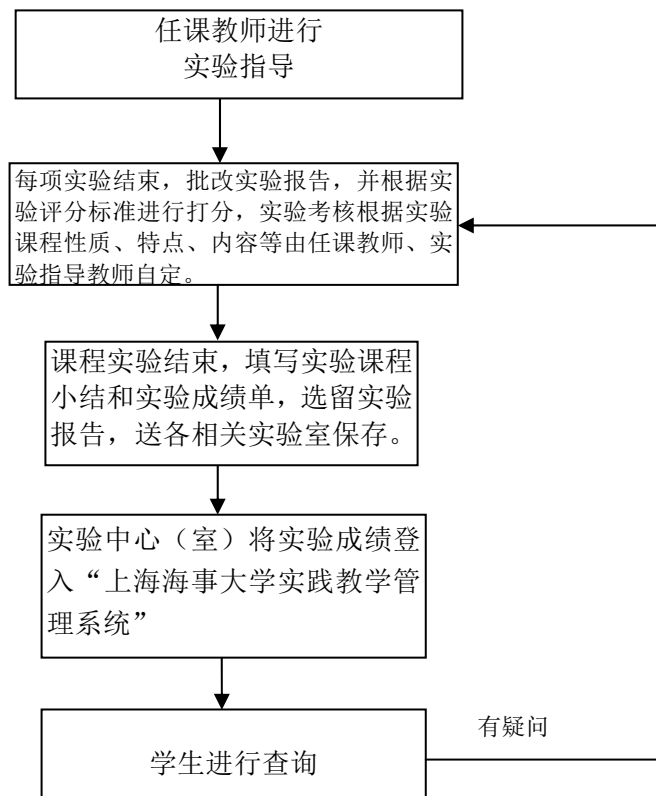 任课教师进行
实验指导
每项实验结束，批改实验报告，并根据实
验评分标准进行打分，实验考核根据实验
课程性质、特点、内容等由任课教师、实
验指导教师自定。
课程实验结束，填写实验课程
小结和实验成绩单，选留实验
报告，送各相关实验室保存。
实验中心（室）将实验成绩登
入“上海海事大学实践教学管
理系统”
有疑问
学生进行查询